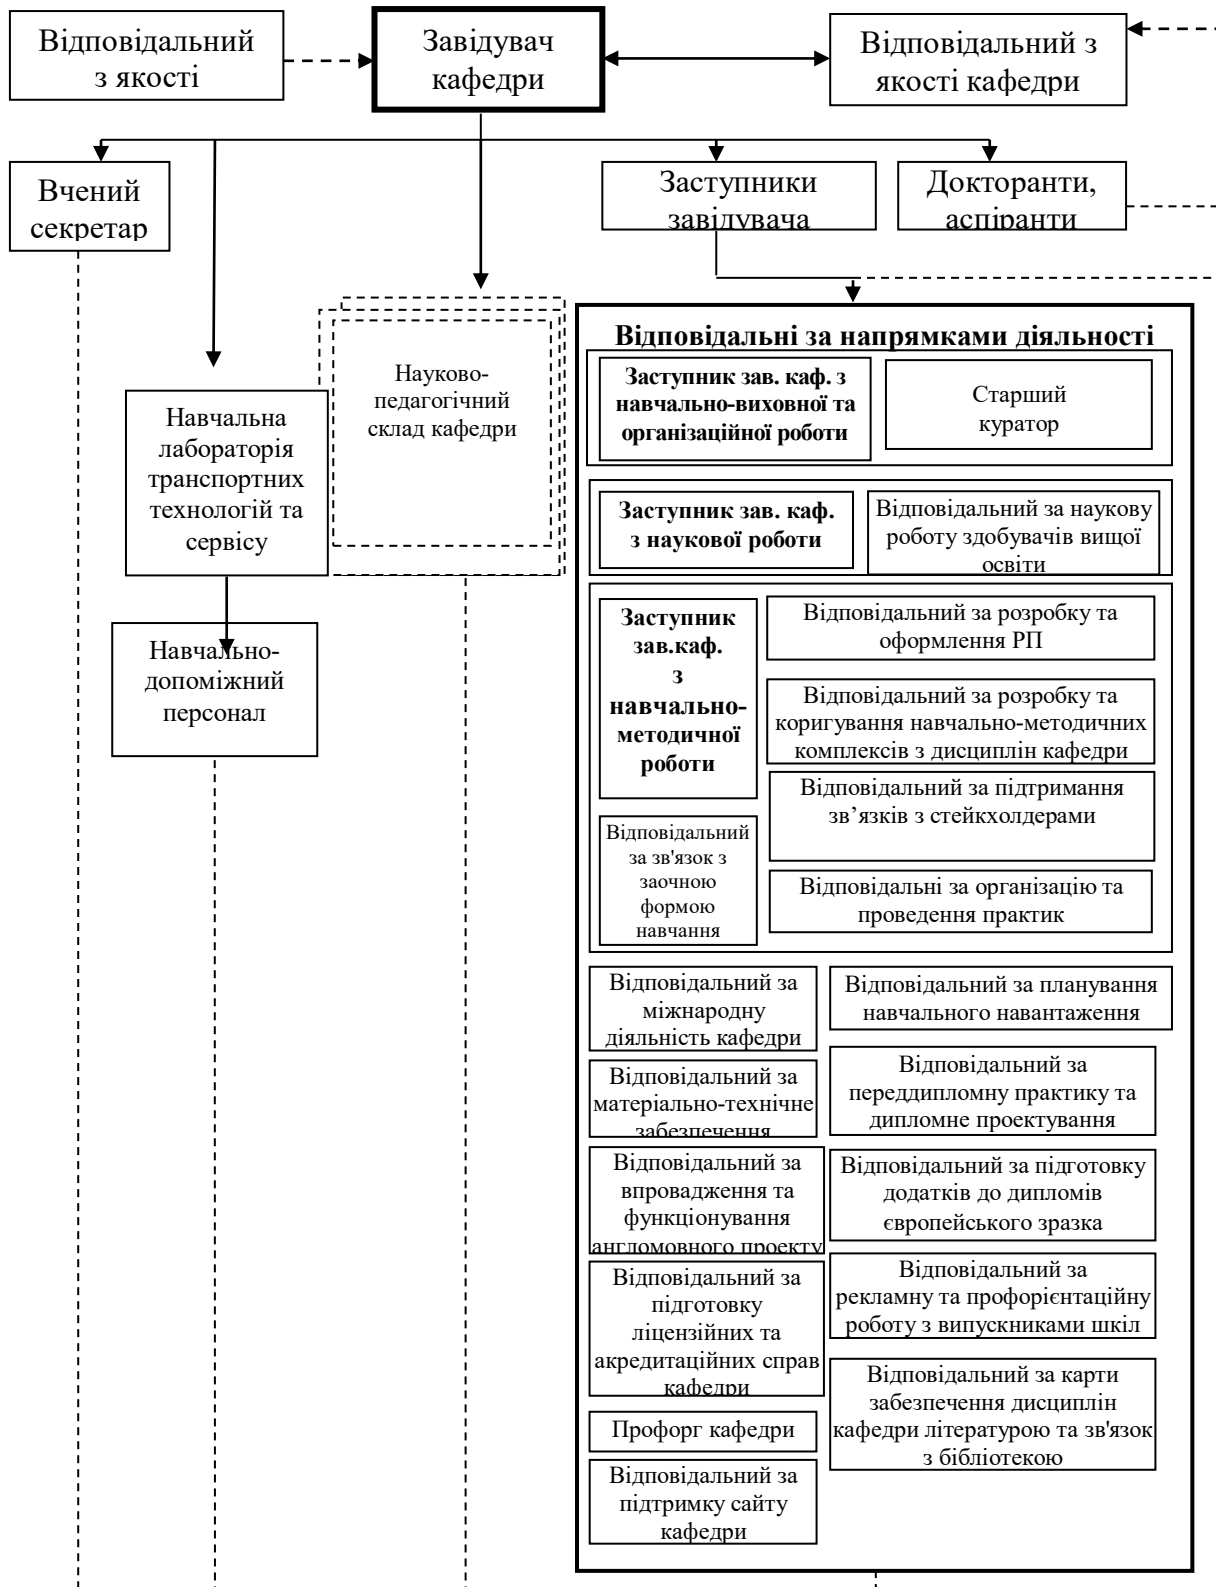 Відповідальний
з якості
Завідувач
кафедри
Відповідальний з
якості кафедри
Вчений
секретар
Заступники
завідувача
Докторанти,
аспіранти
Науково-
педагогічний
склад кафедри
Навчальна
лабораторія
транспортних
технологій та
сервісу
Навчально-
допоміжний
персонал
Відповідальні за напрямками діяльності
Заступник зав. каф. з
навчально-виховної та
організаційної роботи
Старший
куратор
Заступник зав. каф.
з наукової роботи
Відповідальний за наукову
роботу здобувачів вищої
освіти
Заступник
зав.каф.
з
навчально-
методичної
роботи
Відповідальний за розробку та
оформлення РП
Відповідальний за розробку та
коригування навчально-методичних
комплексів з дисциплін кафедри
Відповідальний за підтримання
зв’язків з стейкхолдерами
Відповідальний
за зв'язок з
заочною
формою
навчання
Відповідальні за організацію та
проведення практик
Відповідальний за
міжнародну
діяльність кафедри
Відповідальний за планування
навчального навантаження
Відповідальний за
матеріально-технічне
забезпечення
Відповідальний за
переддипломну практику та
дипломне проектування
Відповідальний за
впровадження та
функціонування
англомовного проекту
Відповідальний за підготовку
додатків до дипломів
європейського зразка
Відповідальний за
підготовку
ліцензійних та
акредитаційних справ
кафедри
Відповідальний за
рекламну та профорієнтаційну
роботу з випускниками шкіл
Відповідальний за карти
забезпечення дисциплін
кафедри літературою та зв'язок
з бібліотекою
Профорг кафедри
Відповідальний за
підтримку сайту
кафедри